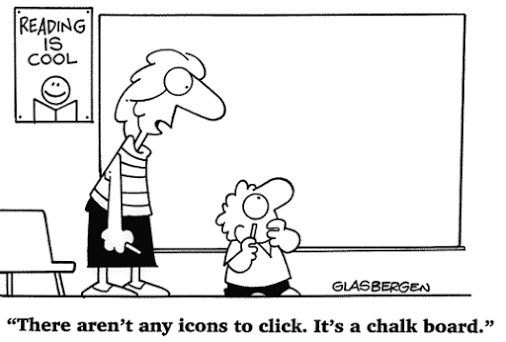 READING
IS
COOL
GLASBERGEN
“There aren’t any icons to click. It’s a chalk board.”